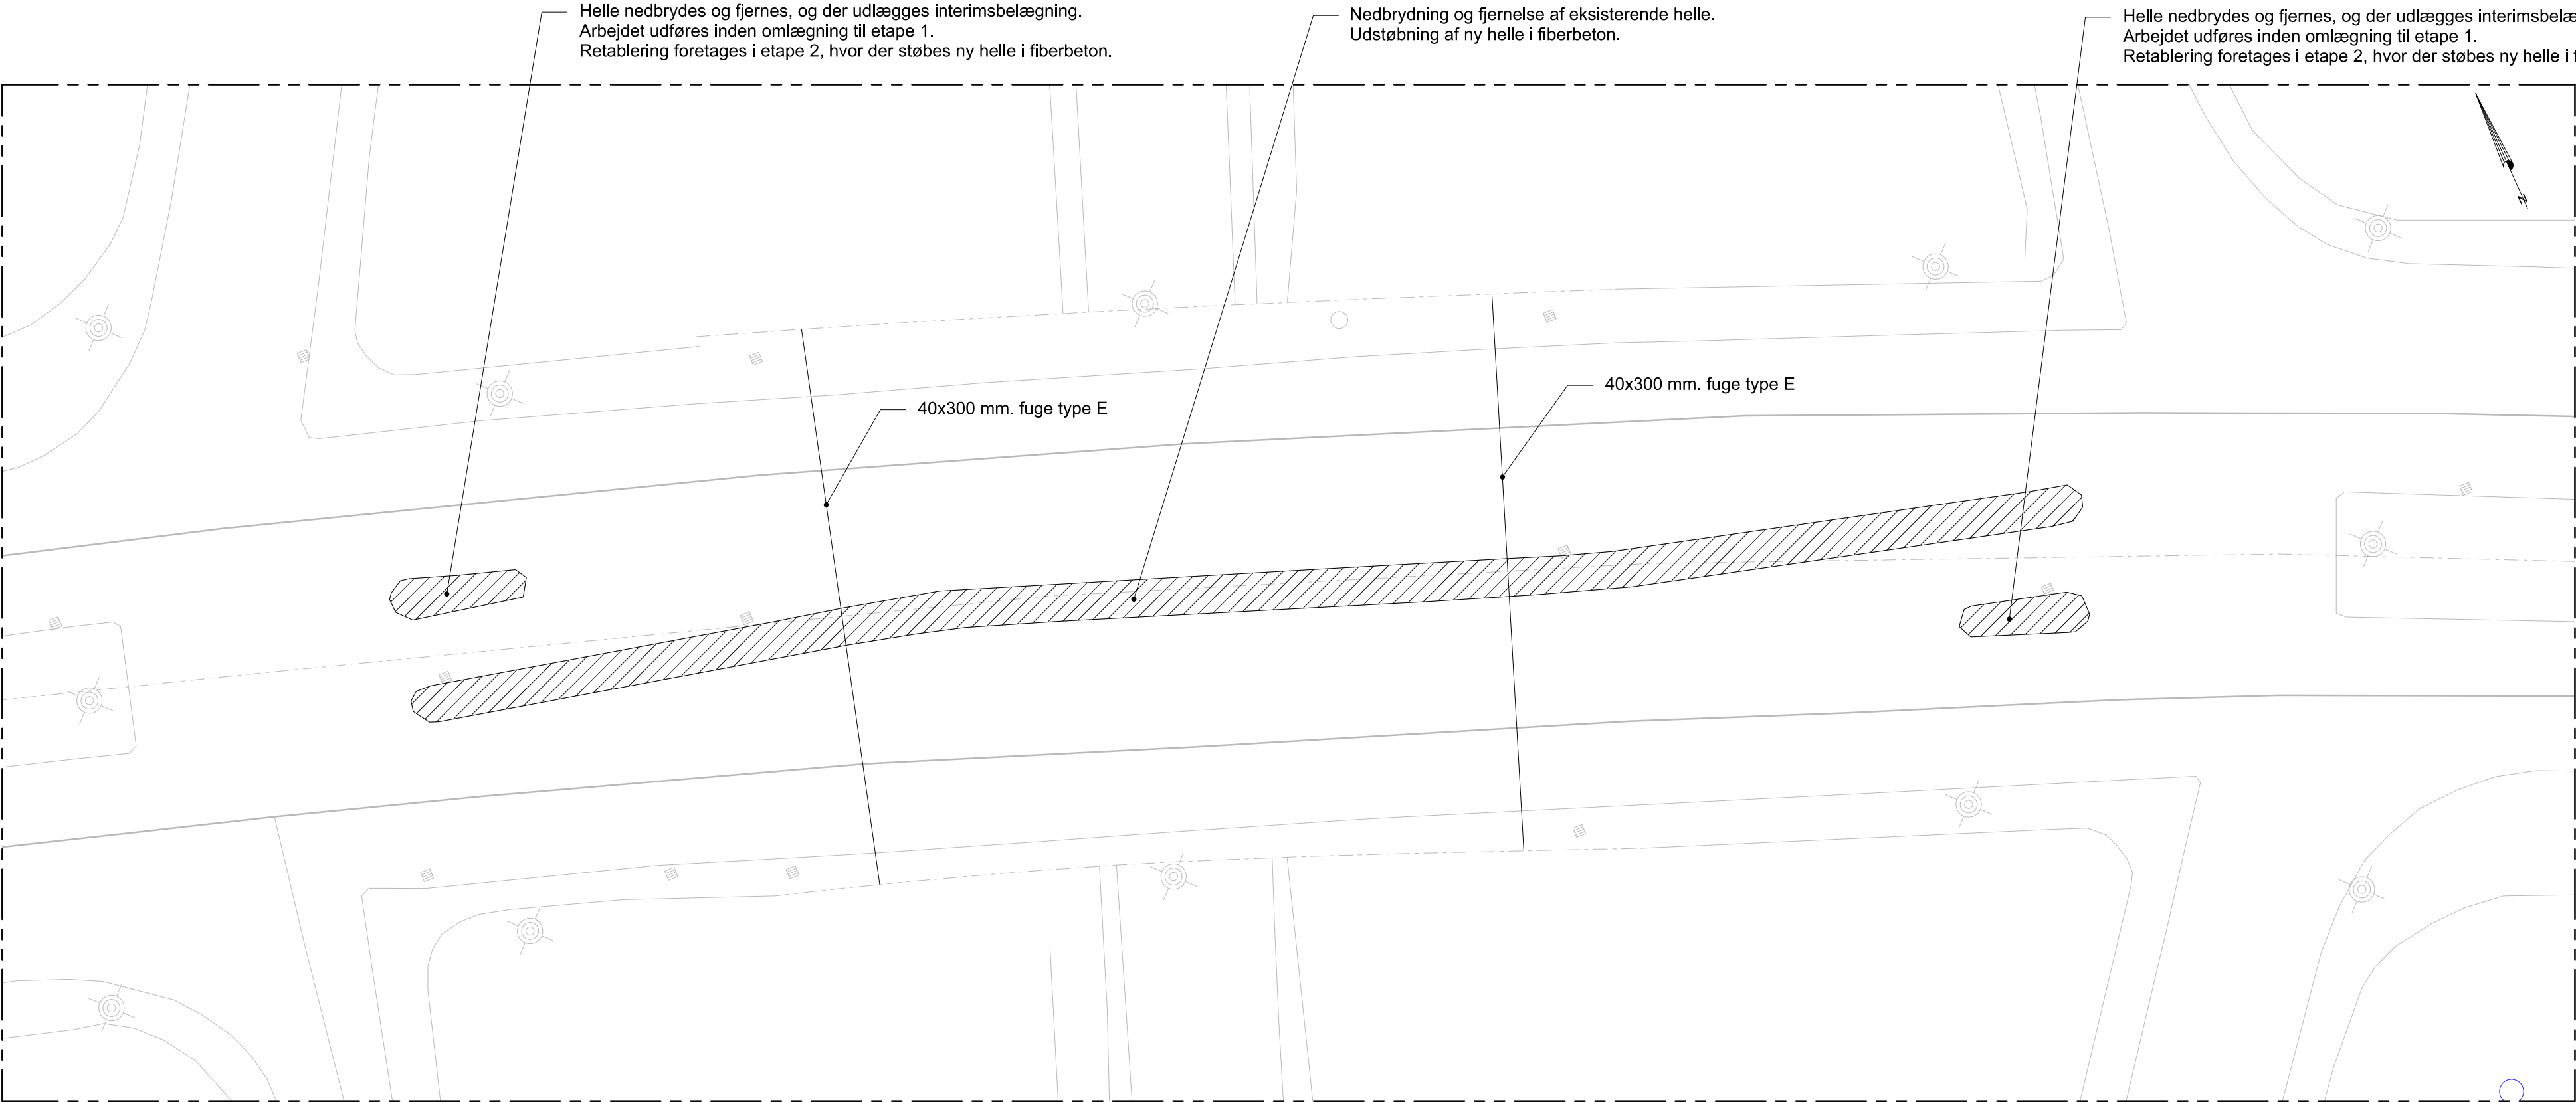 Helle nedbrydes og fjernes, og der udlægges interimsbelægning.
Arbejdet udføres inden omlægning til etape 1.
Retablering foretages i etape 2, hvor der støbes ny helle i fiberbeton.
Nedbrydning og fjernelse af eksisterende helle.
Udstøbning af ny helle i fiberbeton.
Helle nedbrydes og fjernes, og der udlægges
Arbejdet udføres inden omlægning til etape 1.
Retablering foretages i etape 2, hvor der støbes ny helle i
N
40x300 mm. fuge type E
40x300 mm. fuge type E